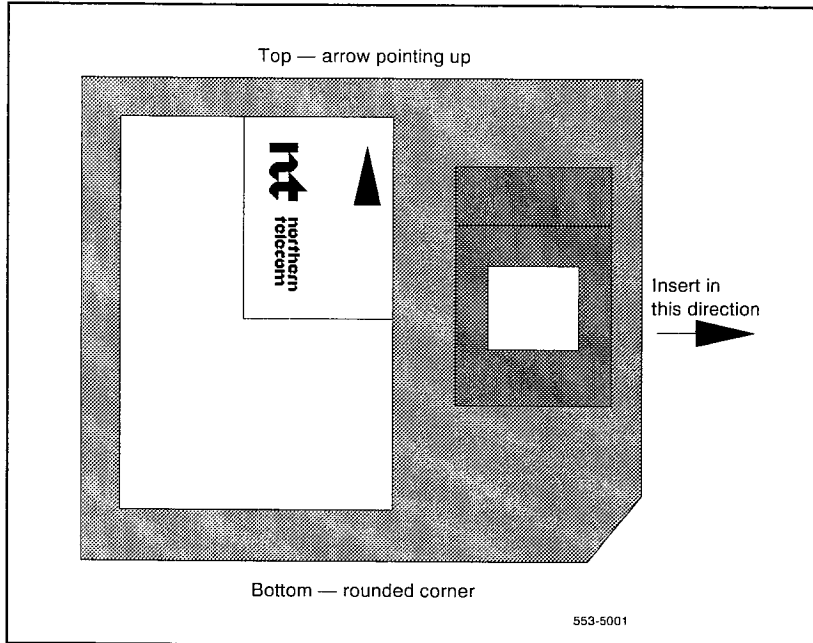 Top — arrow pointing up
nt
northern
telecom
Insert in
this direction
Bottom — rounded corner
553-5001